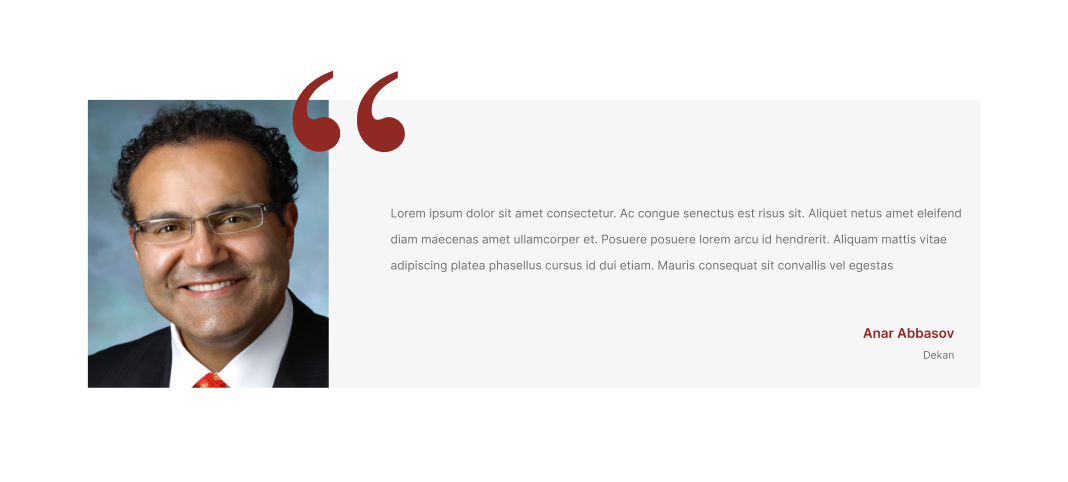 “
Lorem ipsum dolor sit amet consectetur. Ac congue senectus est risus sit. Aliquet netus amet eleifend
diam maecenas amet ullamcorper et. Posuere posuere lorem arcu id hendrerit. Aliquam mattis vitae
adipiscing platea phasellus cursus id dui etiam. Mauris consequat sit convallis vel egestas
Anar Abbasov
Dekan